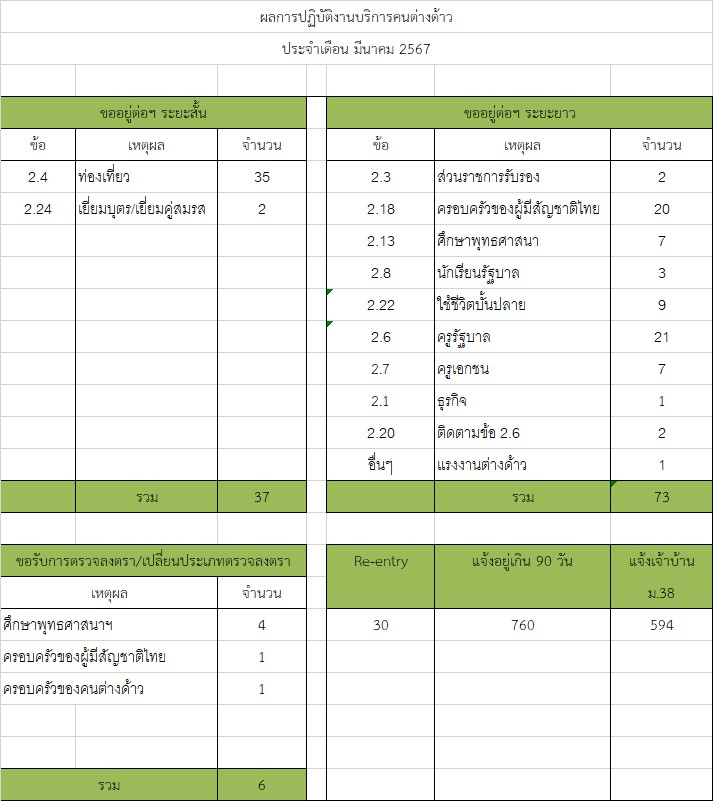 ผลการปฏิบัติงานบริการคนต่างด้าว
ประจำเดือน มีนาคม 2567
ขออยู่ต่อฯ ระยะสั้น
ข้อ เหตุผล จำนวน
2.4 ท่องเที่ยว 35
2.24 เยี่ยมบุตร/เยี่ยมคู่สมรส 2
รวม 37
ขออยู่ต่อฯ ระยะยาว
ข้อ เหตุผล จำนวน
2.3 ส่วนราชการรับรอง 2
2.18 ครอบครัวของผู้มีสัญชาติไทย 20
2.13 ศึกษาพุทธศาสนา 7
2.8 นักเรียนรัฐบาล 3
2.22 ใช้ชีวิตบั้นปลาย 9
2.6 ครูรัฐบาล 21
2.7 ครูเอกชน 7
2.1 ธุรกิจ 1
2.20 ติดตามข้อ 2.6 2
อื่นๆ แรงงานต่างด้าว 1
รวม 73
ขอรับการตรวจลงตรา/เปลี่ยนประเภทตรวจลงตรา
เหตุผล จำนวน
ศึกษาพุทธศาสนาฯ 4
ครอบครัวของผู้มีสัญชาติไทย 1
ครอบครัวของคนต่างด้าว 1
รวม 6
Re-entry แจ้งอยู่เกิน 90 วัน แจ้งเจ้าบ้าน
ม.38
30 760 594